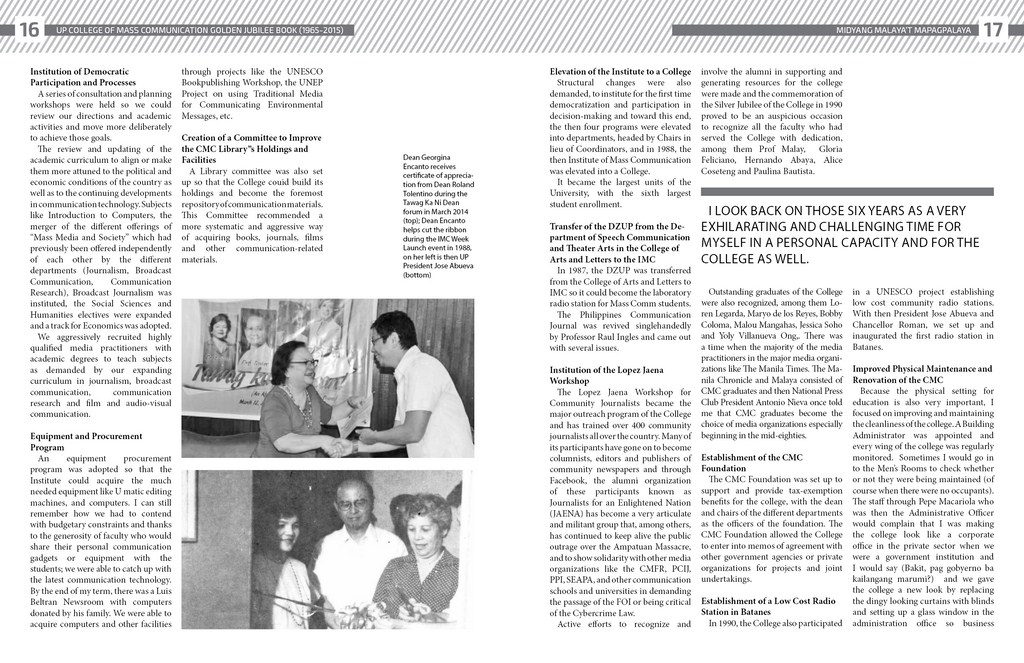 16
UP COLLEGE OF MASS COMMUNICATION GOLDEN JUBILEE BOOK (1965-2015)
Institution of Democratic
Participation and Processes
A series of consultation and planning
workshops were held so we could
review our directions and academic
activities and move more deliberately
to achieve those goals.
The review and updating of the
academic curriculum to align or make
them more attuned to the political and
economic conditions of the country as
well as to the continuing developments
in communication technology. Subjects
like Introduction to Computers, the
merger of the different offerings of
"Mass Media and Society" which had
previously been offered independently
of each other by the different
departments (Journalism, Broadcast
Communication, Communication
Research), Broadcast Journalism was
instituted, the Social Sciences and
Humanities electives were expanded
and a track for Economics was adopted.
We aggressively recruited highly
qualified media practitioners with
academic degrees to teach subjects
as demanded by our expanding
curriculum in journalism, broadcast
communication, communication
research and film and audio-visual
communication.
Equipment and Procurement
Program
An equipment procurement
program was adopted so that the
Institute could acquire the much
needed equipment like U matic editing
machines, and computers. I can still
remember how we had to contend
with budgetary constraints and thanks
to the generosity of faculty who would
share their personal communication
gadgets or equipment with the
students; we were able to catch up with
the latest communication technology.
By the end of my term, there was a Luis
Beltran Newsroom with computers
donated by his family. We were able to
acquire computers and other facilities
through projects like the UNESCO
Bookpublishing Workshop, the UNEP
Project on using Traditional Media
for Communicating Environmental
Messages, etc.
Creation of a Committee to Improve
the CMC Library"s Holdings and
Facilities
A Library committee was also set
up so that the College couid build its
holdings and become the foremost
repository of communication materials.
This Committee recommended a
more systematic and aggressive way
of acquiring books, journals, films
and other communication-related
materials.
Dean Georgina
Encanto receives
certificate of apprecia-
tion from Dean Roland
Tolentino during the
Tawag Ka Ni Dean
forum in March 2014
(top); Dean Encanto
helps cut the ribbon
during the IMC Week
Launch event in 1988,
on her left is then UP
President Jose Abueva
(bottom)
MIDYANG MALAYA'T MAPAGPALAYA
17
Elevation of the Institute to a College
Structural changes were also
demanded, to institute for the first time
democratization and participation in
decision-making and toward this end,
the then four programs were elevated
into departments, headed by Chairs in
lieu of Coordinators, and in 1988, the
then Institute of Mass Communication
was elevated into a College.
It became the largest units of the
University, with the sixth largest
student enrollment.
Transfer of the DZUP from the De-
partment of Speech Communication
and Theater Arts in the College of
Arts and Letters to the IMC
In 1987, the DZUP was transferred
from the College of Arts and Letters to
IMC so it could become the laboratory
radio station for Mass Comm students.
The Philippines Communication
Journal was revived singlehandedly
by Professor Raul Ingles and came out
with several issues.
Institution of the Lopez Jaena
Workshop
The Lopez Jaena Workshop for
Community Journalists became the
major outreach program of the College
and has trained over 400 community
journalists all over the country. Many of
its participants have gone on to become
columnists, editors and publishers of
community newspapers and through
Facebook, the alumni organization
of these participants known as
Journalists for an Enlightened Nation
(JAENA) has become a very articulate
and militant group that, among others,
has continued to keep alive the public
outrage over the Ampatuan Massacre,
and to show solidarity with other media
organizations like the CMFR, PCIJ,
PPI, SEAPA, and other communication
schools and universities in demanding
the passage of the FOI or being critical
of the Cybercrime Law.
Active efforts to recognize and
involve the alumni in supporting and
generating resources for the college
were made and the commemoration of
the Silver Jubilee of the College in 1990
proved to be an auspicious occasion
to recognize all the faculty who had
served the College with dedication,
among them Prof Malay, Gloria
Feliciano, Hernando Abaya, Alice
Coseteng and Paulina Bautista.
I LOOK BACK ON THOSE SIX YEARS AS A VERY
EXHILARATING AND CHALLENGING TIME FOR
MYSELF IN A PERSONAL CAPACITY AND FOR THE
COLLEGE AS WELL.
Outstanding graduates of the College
were also recognized, among them Lo-
ren Legarda, Maryo de los Reyes, Bobby
Coloma, Malou Mangahas, Jessica Soho
and Yoly Villanueva Ong,. There was
a time when the majority of the media
practitioners in the major media organi-
zations like The Manila Times. The Ma-
nila Chronicle and Malaya consisted of
CMC graduates and then National Press
Club President Antonio Nieva once told
me that CMC graduates become the
choice of media organizations especially
beginning in the mid-eighties.
Establishment of the CMC
Foundation
The CMC Foundation was set up to
support and provide tax-exemption
benefits for the college, with the dean
and chairs of the different departments
as the officers of the foundation. The
CMC Foundation allowed the College
to enter into memos of agreement with
other government agencies or private
organizations for projects and joint
undertakings.
Establishment of a Low Cost Radio
Station in Batanes
In 1990, the College also participated
in a UNESCO project establishing
low cost community radio stations.
With then President Jose Abueva and
Chancellor Roman, we set up and
inaugurated the first radio station in
Batanes.
Improved Physical Maintenance and
Renovation of the CMC
Because the physical setting for
education is also very important, I
focused on improving and maintaining
the cleanliness of the college. A Building
Administrator was appointed and
every wing of the college was regularly
monitored. Sometimes I would go in
to the Men's Rooms to check whether
or not they were being maintained (of
course when there were no occupants).
The staff through Pepe Macariola who
was then the Administrative Officer
would complain that I was making
the college look like a corporate
office in the private sector when we
were a government institution and
I would say (Bakit, pag gobyerno ba
kailangang marumi?) and we gave
the college a new look by replacing
the dingy looking curtains with blinds
and setting up a glass window in the
administration office so business